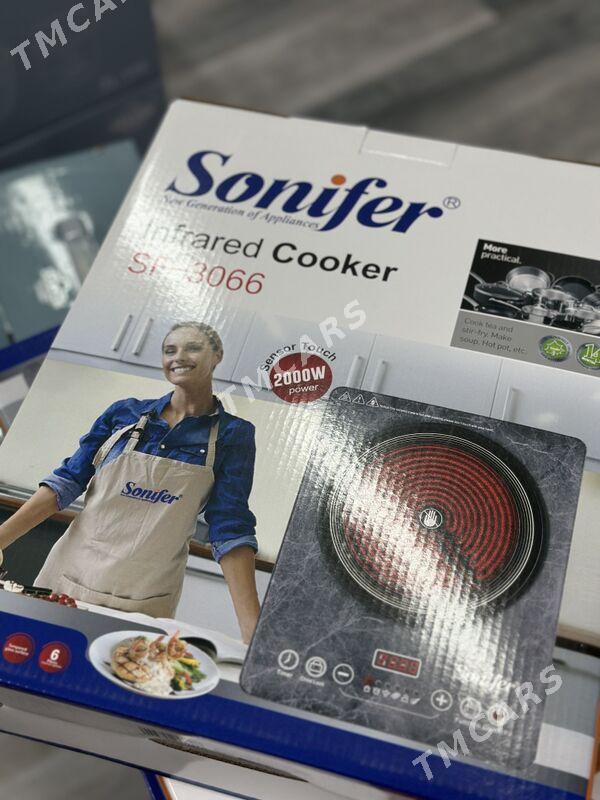 TMCARS
Sonifer®
New Generation of Appliances
Infrared Cooker
SF-3066
More
practical.
Cook tea and
stir-fry. Make
soup. Hot pot, etc.
Sensor Touch
2000W
power
TMCARS
Sonifer
6
Timer
Sonifer
TMCARS